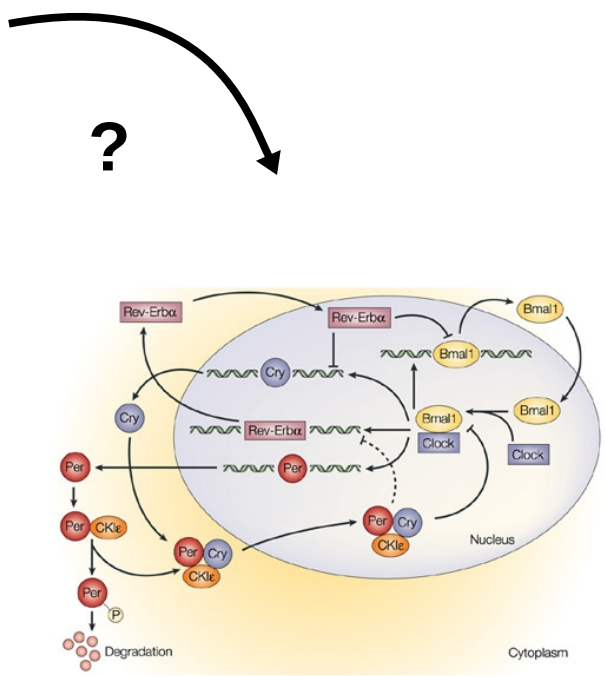 ?
Rev-Erbα
Rev-Erbα
Bmal1
Bmal1
Cry
Cry
Bmal1
Bmal1
Rev-Erbα
Clock
Clock
Per
Per
Per
CKIε
Per
Cry
CKIε
Nucleus
Per
Cry
CKIε
Per
P
Degradation
Cytoplasm